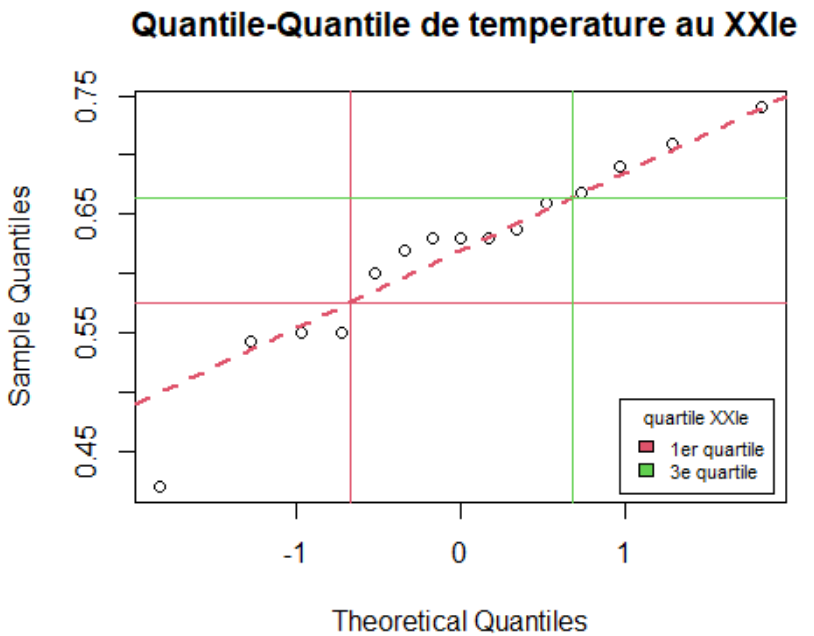 Quantile-Quantile de temperature au XXIe
0.75
0.65
0.55
0.45
Sample Quantiles
quartile XXIe
1er quartile
3e quartile
-1
0
1
Theoretical Quantiles